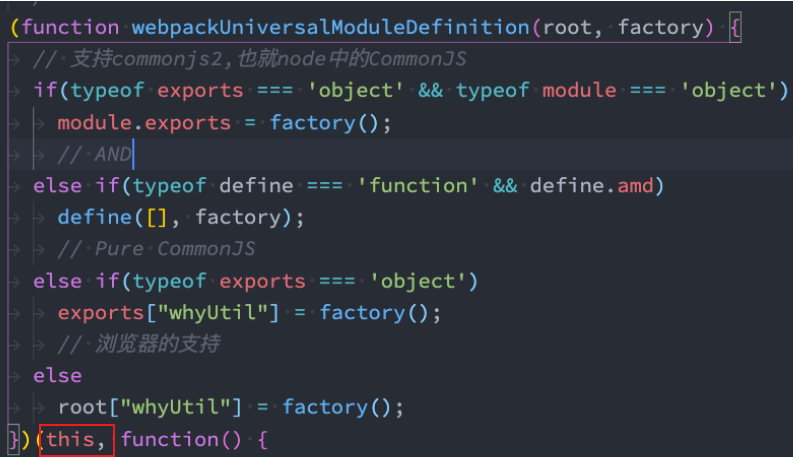 (function webpackUniversalModuleDefinition(root, factory) {
// 支持commonjs2,也就node中的CommonJS
if(typeof exports === 'object' && typeof module === 'object')
module.exports = factory();
// AND
else if(typeof define === 'function' && define.amd)
define([], factory);
// Pure CommonJS
else if(typeof exports === 'object')
exports["whyUtil"] = factory();
// 浏览器的支持
else
root["whyUtil"] = factory();
})(this, function() {